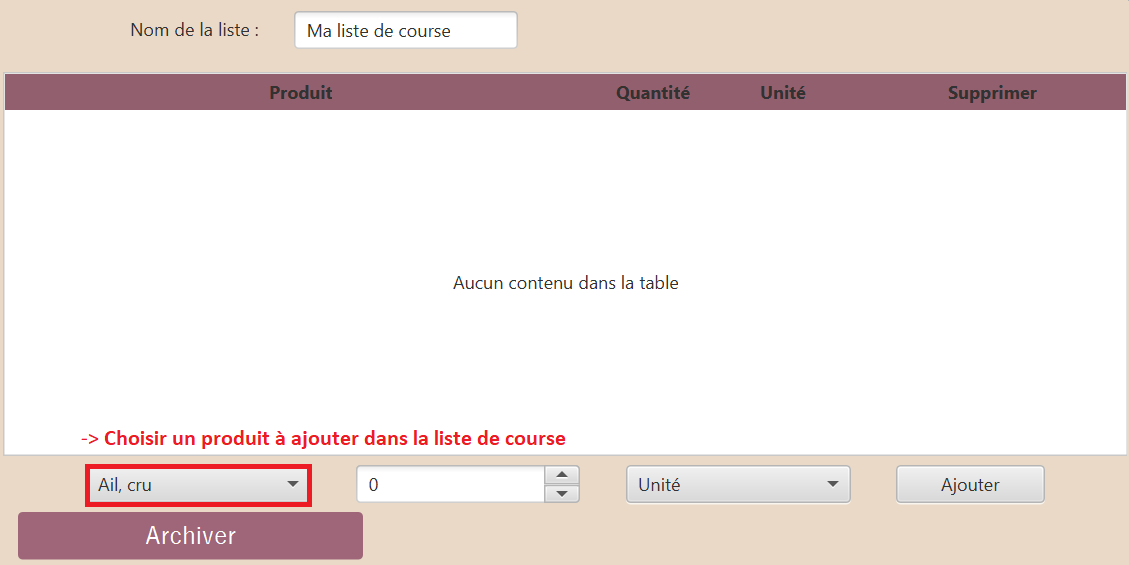 Nom de la liste : Ma liste de course
Produit Quantité Unité Supprimer
Aucun contenu dans la table
-> Choisir un produit à ajouter dans la liste de course
Ail, cru 0 Unité Ajouter
Archiver